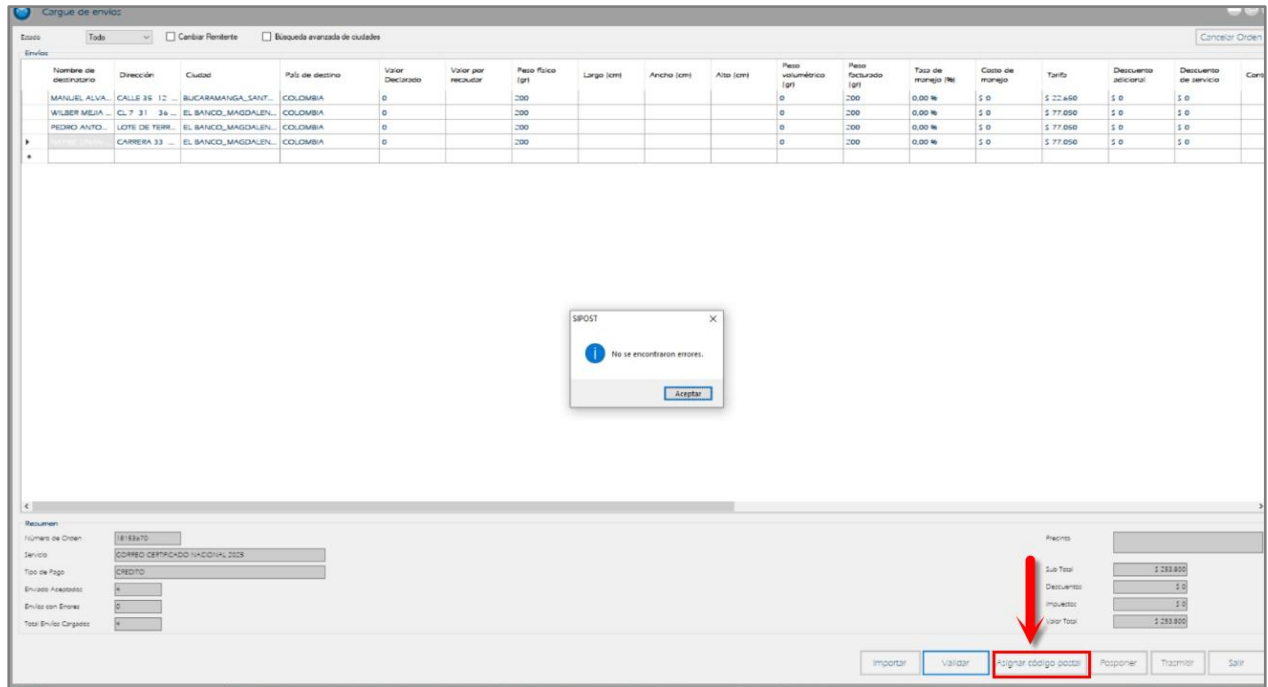 Cargue de envíos
Estado Todo Cambiar Remitente Búsqueda avanzada de ciudades Cancelar Orden
Envíos
Nombre de destinatario Dirección Ciudad País de destino Valor Declarado Valor por recaudar Peso físico (gr) Largo (cm) Ancho (cm) Alto (cm) Peso volumétrico (gr) Peso facturado (gr) Tasa de manejo (%) Costo de manejo Tarifa Descuento adicional Descuento de servicio Cont
MANUEL ALVA... CALLE 35 12 ... BUCARAMANGA_SANT... COLOMBIA 0 200 0 200 0,00 % $ 0 $ 22.650 $ 0 $ 0
WILBER MEJIA ... CL 7 31 36 ... EL BANCO_MAGDALEN... COLOMBIA 0 200 0 200 0,00 % $ 0 $ 77.050 $ 0 $ 0
PEDRO ANTO... LOTE DE TERR... EL BANCO_MAGDALEN... COLOMBIA 0 200 0 200 0,00 % $ 0 $ 77.050 $ 0 $ 0
CARRERA 33 ... EL BANCO_MAGDALEN... COLOMBIA 0 200 0 200 0,00 % $ 0 $ 77.050 $ 0 $ 0
SIPOST
No se encontraron errores.
Aceptar
Resumen
Número de Orden
Servicio CORREO CERTIFICADO NACIONAL 2025
Tipo de Pago CREDITO
Enviado Aceptados 4
Envíos con Errores 0
Total Envíos Cargados 4
Precinto
Sub Total $ 253.800
Descuentos $ 0
Impuestos $ 0
Valor Total $ 253.800
Importar Validar Asignar código postal Posponer Trasmitir Salir